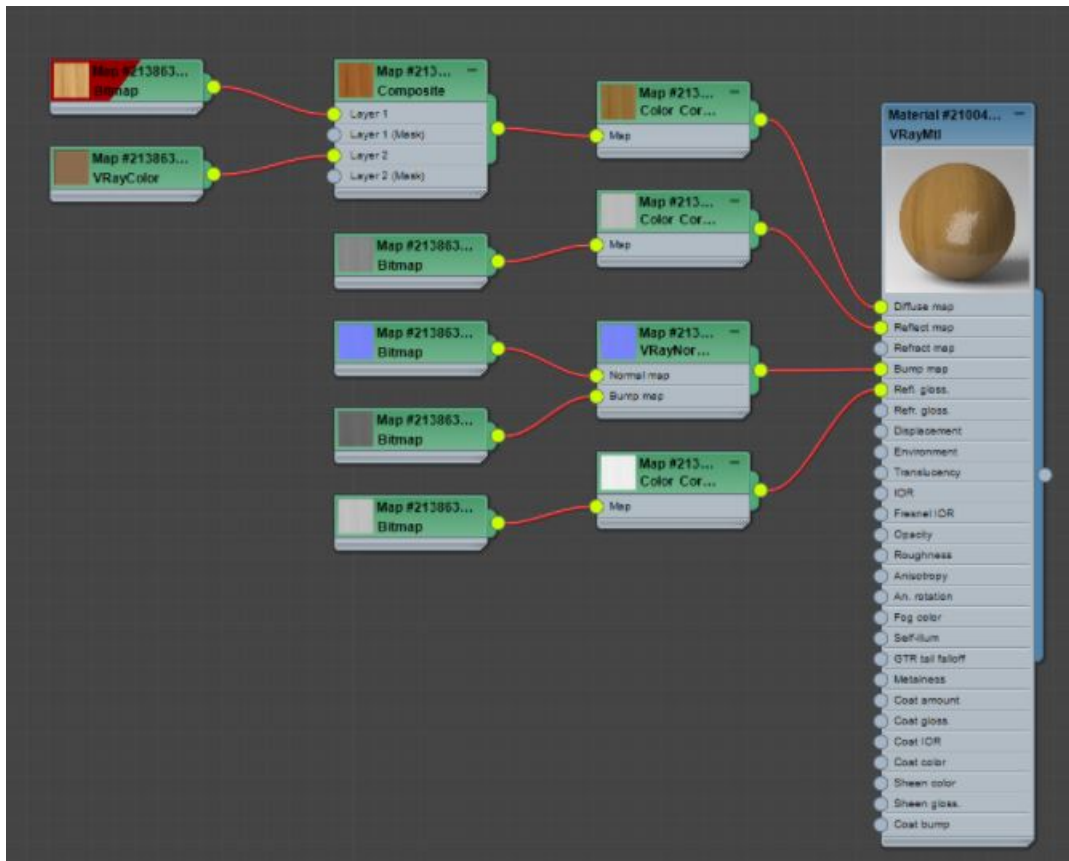 Map #213863...
Bitmap
Map #213863...
VRayColor
Map #213...
Composite
Layer 1
Layer 1 (Mask)
Layer 2
Layer 2 (Mask)
Map #213863...
Bitmap
Map #213863...
Bitmap
Map #213863...
Bitmap
Map #213863...
Bitmap
Map #213...
Color Cor...
Map
Map #213...
Color Cor...
Map
Map #213...
VRayNor...
Normal map
Bump map
Map #213...
Color Cor...
Map
Material #21004...
VRayMtl
Diffuse map
Reflect map
Refract map
Bump map
Refl. gloss.
Refr. gloss.
Displacement
Environment
Translucency
IOR
Fresnel IOR
Opacity
Roughness
Anisotropy
An. rotation
Fog color
Self-illum
GTR tail falloff
Metalness
Coat amount
Coat gloss
Coat IOR
Coat color
Sheen color
Sheen gloss.
Coat bump